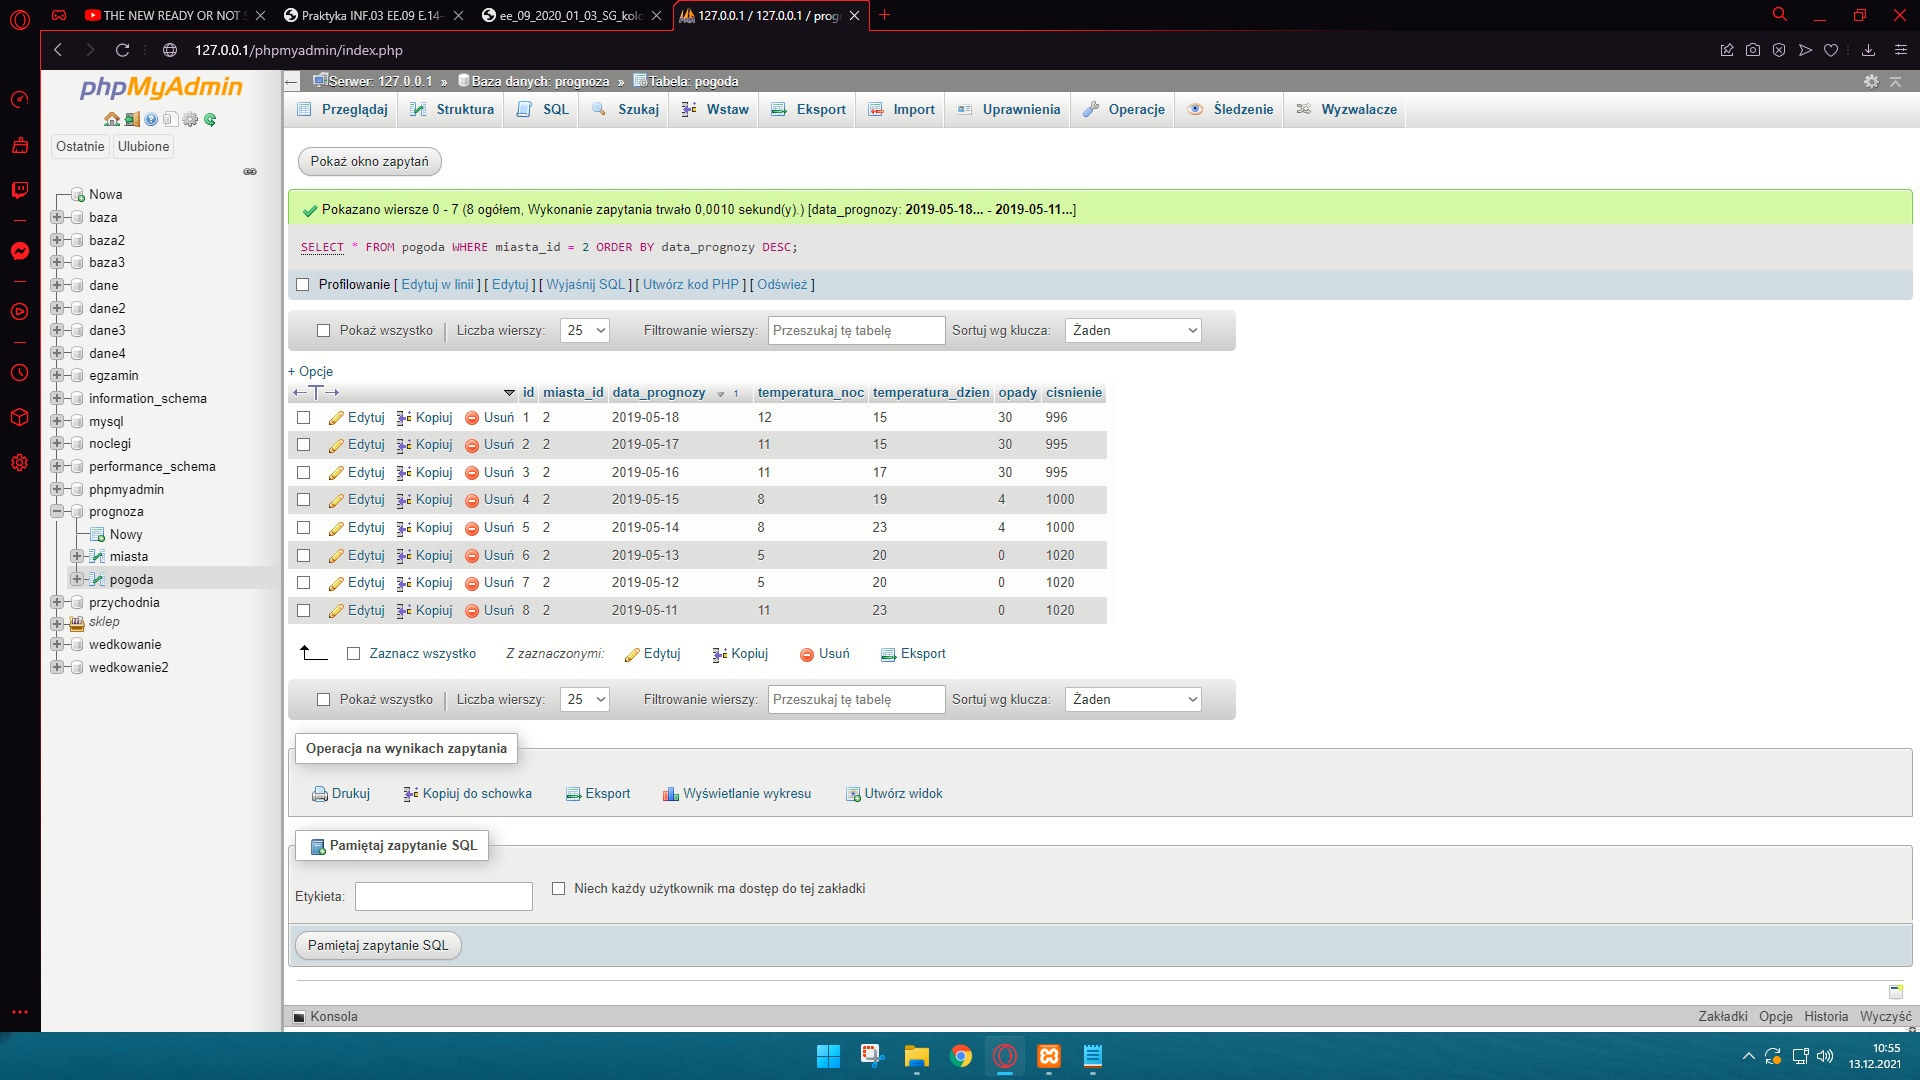 THE NEW READY OR NOT S
Praktyka INF.03 EE.09 E.14-
ee_09_2020_01_03_SG_kolo
127.0.0.1 / 127.0.0.1 / prog
127.0.0.1/phpmyadmin/index.php
phpMyAdmin
Ostatnie
Ulubione
Nowa
baza
baza2
baza3
dane
dane2
dane3
dane4
egzamin
information_schema
mysql
noclegi
performance_schema
phpmyadmin
prognoza
Nowy
miasta
pogoda
przychodnia
sklep
wedkowanie
wedkowanie2
Serwer: 127.0.0.1 » Baza danych: prognoza » Tabela: pogoda
Przeglądaj Struktura SQL Szukaj Wstaw Eksport Import Uprawnienia Operacje Śledzenie Wyzwalacze
Pokaż okno zapytań
Pokazano wiersze 0 - 7 (8 ogółem, Wykonanie zapytania trwało 0,0010 sekund(y).) [data_prognozy: 2019-05-18... - 2019-05-11...]
SELECT * FROM pogoda WHERE miasta_id = 2 ORDER BY data_prognozy DESC;
Profilowanie [ Edytuj w linii ] [ Edytuj ] [ Wyjaśnij SQL ] [ Utwórz kod PHP ] [ Odśwież ]
Pokaż wszystko Liczba wierszy: 25 Filtrowanie wierszy: Przeszukaj tę tabelę Sortuj wg klucza: Żaden
+ Opcje
id miasta_id data_prognozy 1 temperatura_noc temperatura_dzien opady cisnienie
Edytuj Kopiuj Usuń 1 2 2019-05-18 12 15 30 996
Edytuj Kopiuj Usuń 2 2 2019-05-17 11 15 30 995
Edytuj Kopiuj Usuń 3 2 2019-05-16 11 17 30 995
Edytuj Kopiuj Usuń 4 2 2019-05-15 8 19 4 1000
Edytuj Kopiuj Usuń 5 2 2019-05-14 8 23 4 1000
Edytuj Kopiuj Usuń 6 2 2019-05-13 5 20 0 1020
Edytuj Kopiuj Usuń 7 2 2019-05-12 5 20 0 1020
Edytuj Kopiuj Usuń 8 2 2019-05-11 11 23 0 1020
Zaznacz wszystko Z zaznaczonymi: Edytuj Kopiuj Usuń Eksport
Pokaż wszystko Liczba wierszy: 25 Filtrowanie wierszy: Przeszukaj tę tabelę Sortuj wg klucza: Żaden
Operacja na wynikach zapytania
Drukuj Kopiuj do schowka Eksport Wyświetlanie wykresu Utwórz widok
Pamiętaj zapytanie SQL
Etykieta:
Niech każdy użytkownik ma dostęp do tej zakładki
Pamiętaj zapytanie SQL
Konsola
Zakładki Opcje Historia Wyczyść
10:55
13.12.2021